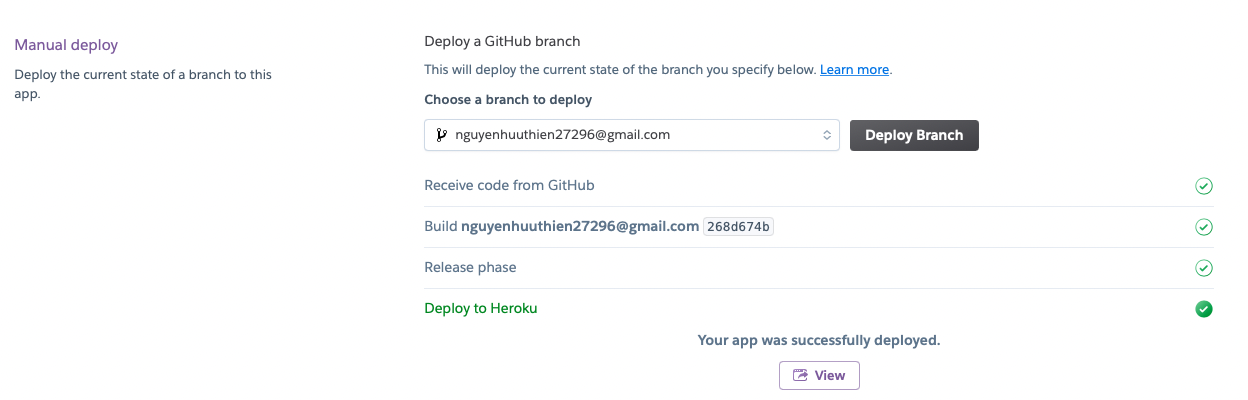 Manual deploy
Deploy the current state of a branch to this
app.
Deploy a GitHub branch
This will deploy the current state of the branch you specify below. Learn more.
Choose a branch to deploy
nguyenhuuthien27296@gmail.com
Deploy Branch
Receive code from GitHub
Build nguyenhuuthien27296@gmail.com 268d674b
Release phase
Deploy to Heroku
Your app was successfully deployed.
View